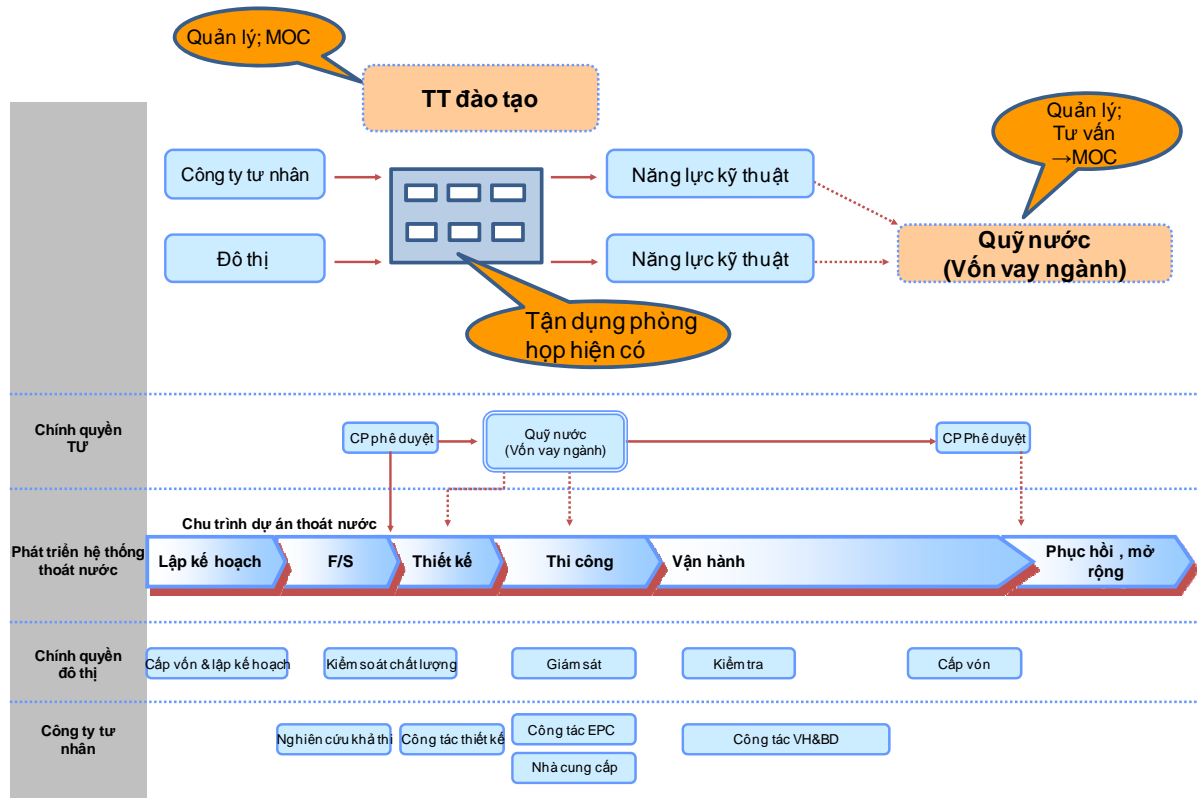 Quản lý; MOC
TT đào tạo
Quản lý;
Tư vấn
→MOC
Công ty tư nhân
Năng lực kỹ thuật
Đô thị
Năng lực kỹ thuật
Quỹ nước
(Vốn vay ngành)
Tận dụng phòng
họp hiện có
Chính quyền
TƯ
CP phê duyệt
Quỹ nước
(Vốn vay ngành)
CP Phê duyệt
Chu trình dự án thoát nước
Phát triển hệ thống
thoát nước
Lập kế hoạch
F/S
Thiết kế
Thi công
Vận hành
Phục hồi , mở
rộng
Chính quyền
đô thị
Cấp vốn & lập kế hoạch
Kiểm soát chất lượng
Giám sát
Kiểm tra
Cấp vón
Công ty tư
nhân
Nghiên cứu khả thi
Công tác thiết kế
Công tác EPC
Nhà cung cấp
Công tác VH&BD